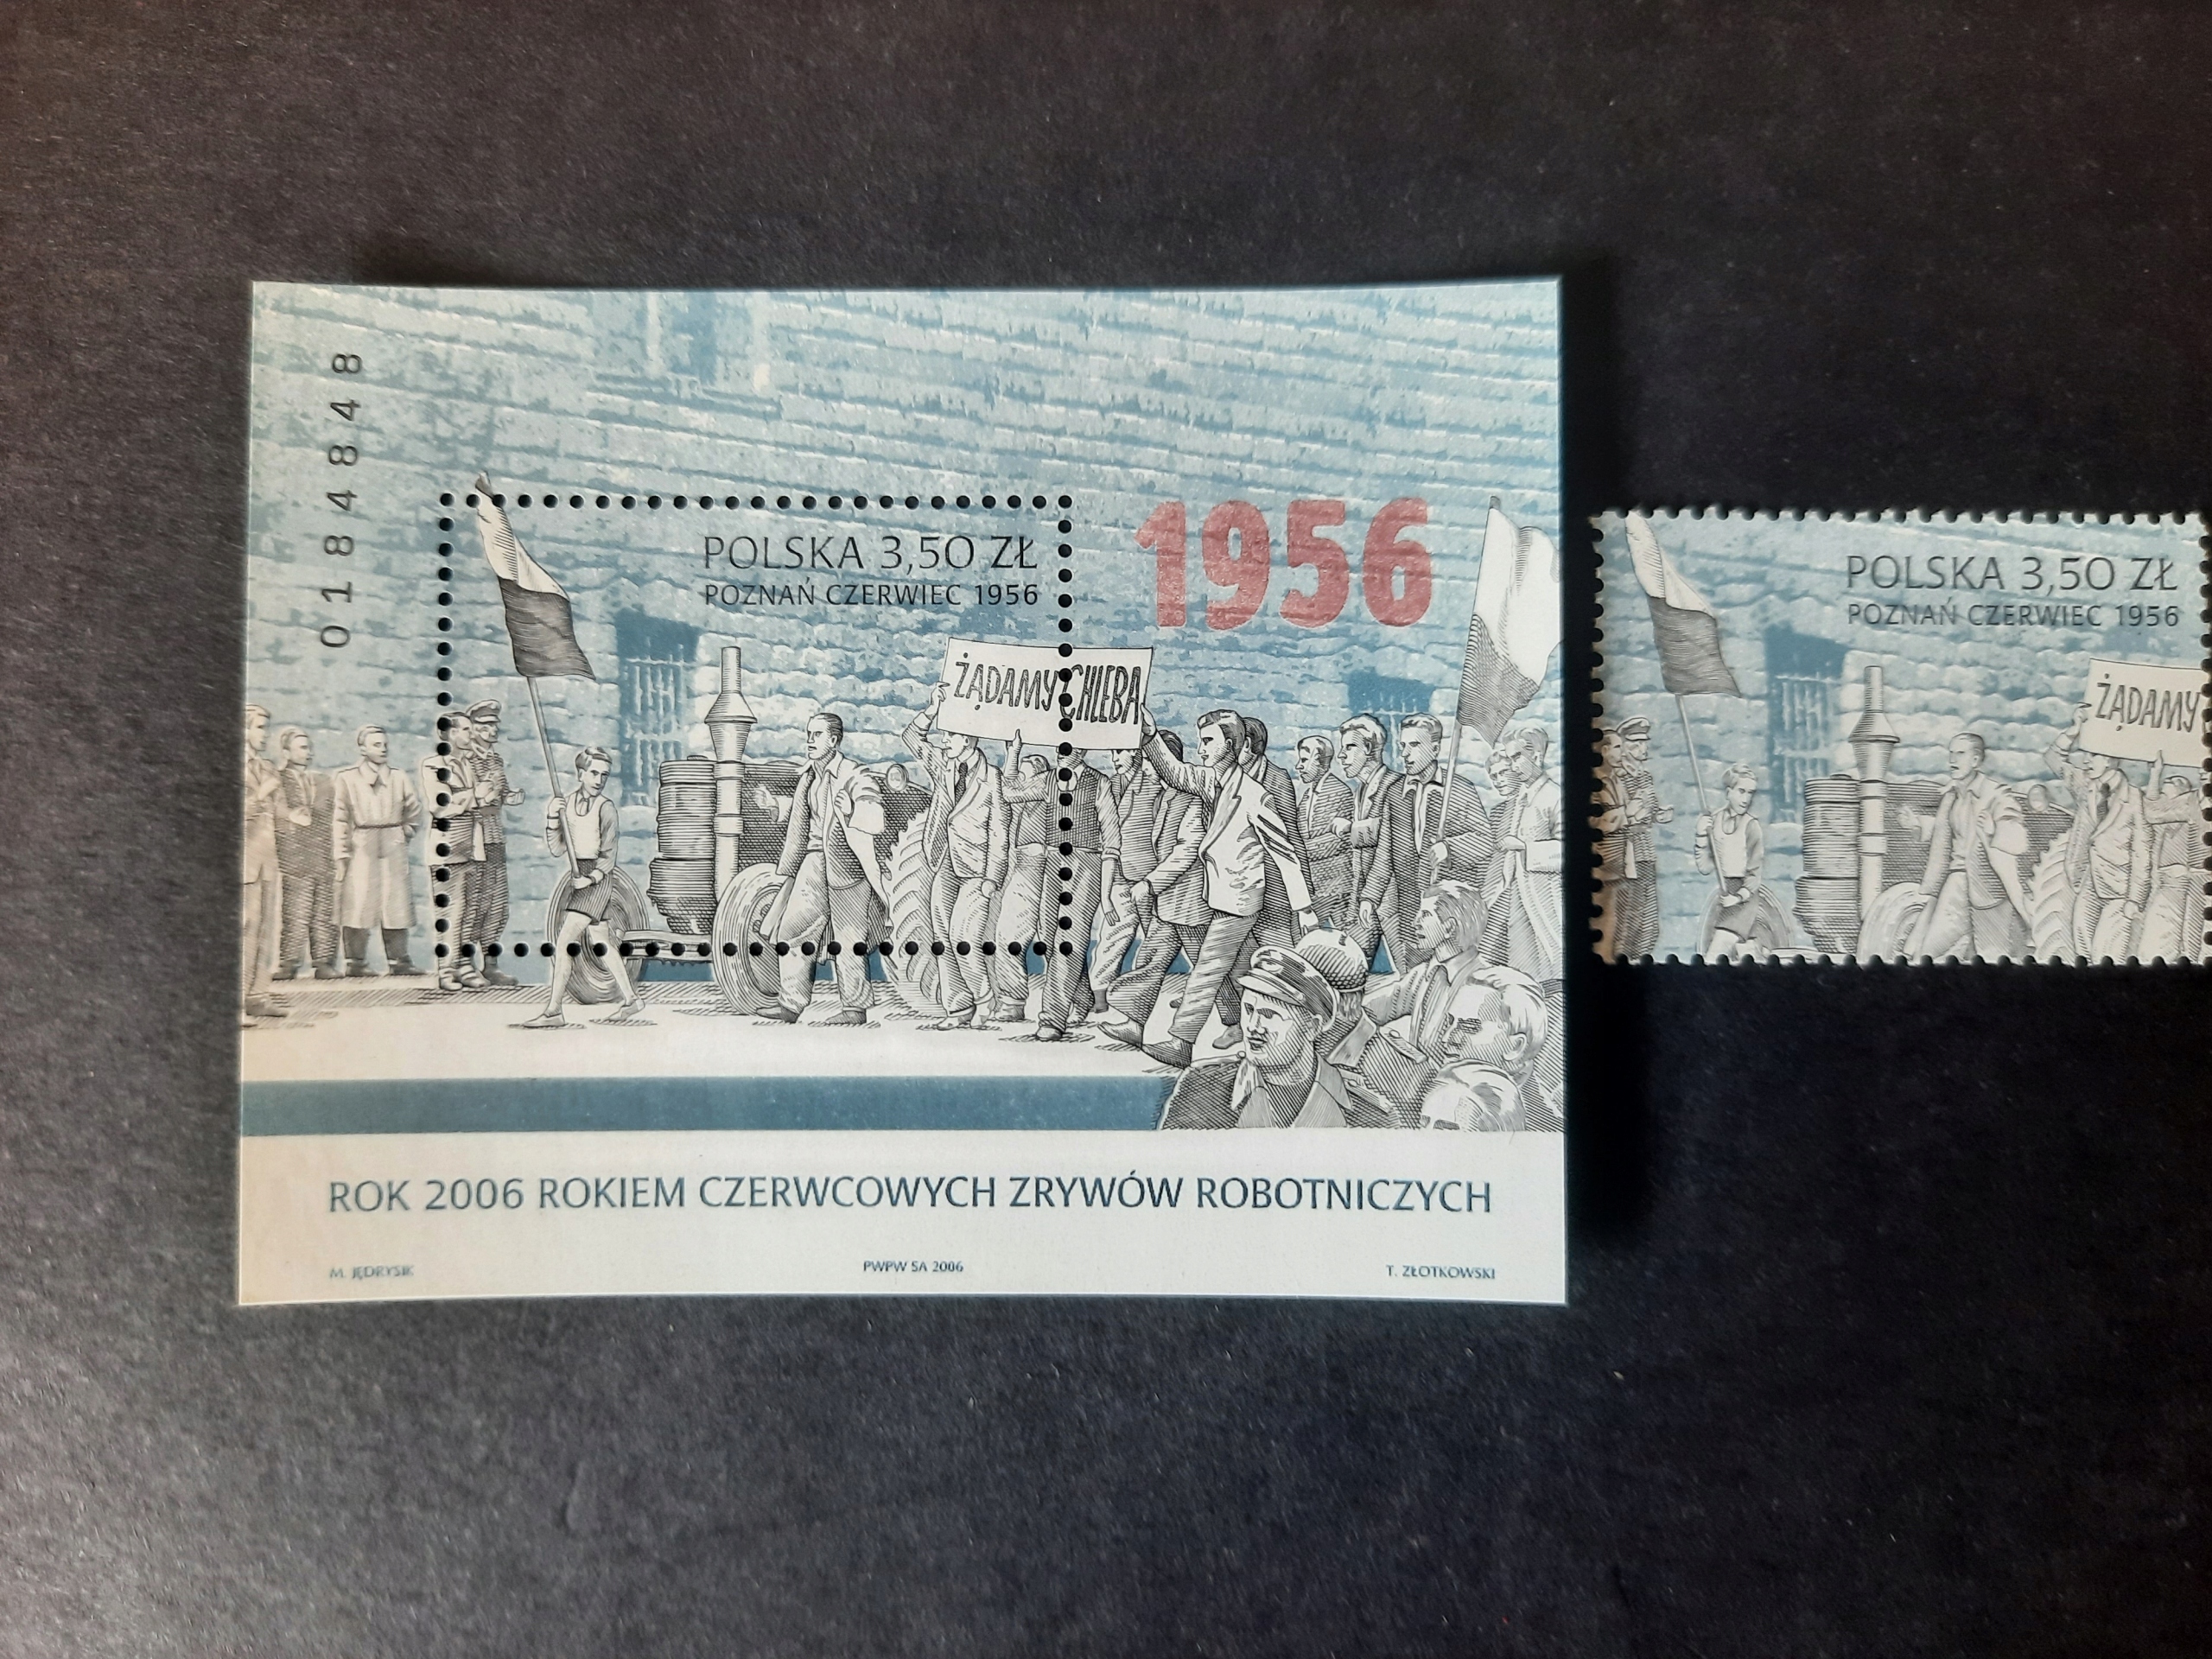 0184848
POLSKA 3,50 ZŁ
POZNAŃ CZERWIEC 1956
1956
ŻĄDAMY CHLEBA
ROK 2006 ROKIEM CZERWCOWYCH ZRYWÓW ROBOTNICZYCH
M. JĘDRYSIK
PWPW SA 2006
T. ZŁOTKOWSKI
POLSKA 3,50 ZŁ
POZNAŃ CZERWIEC 1956
ŻĄDAMY